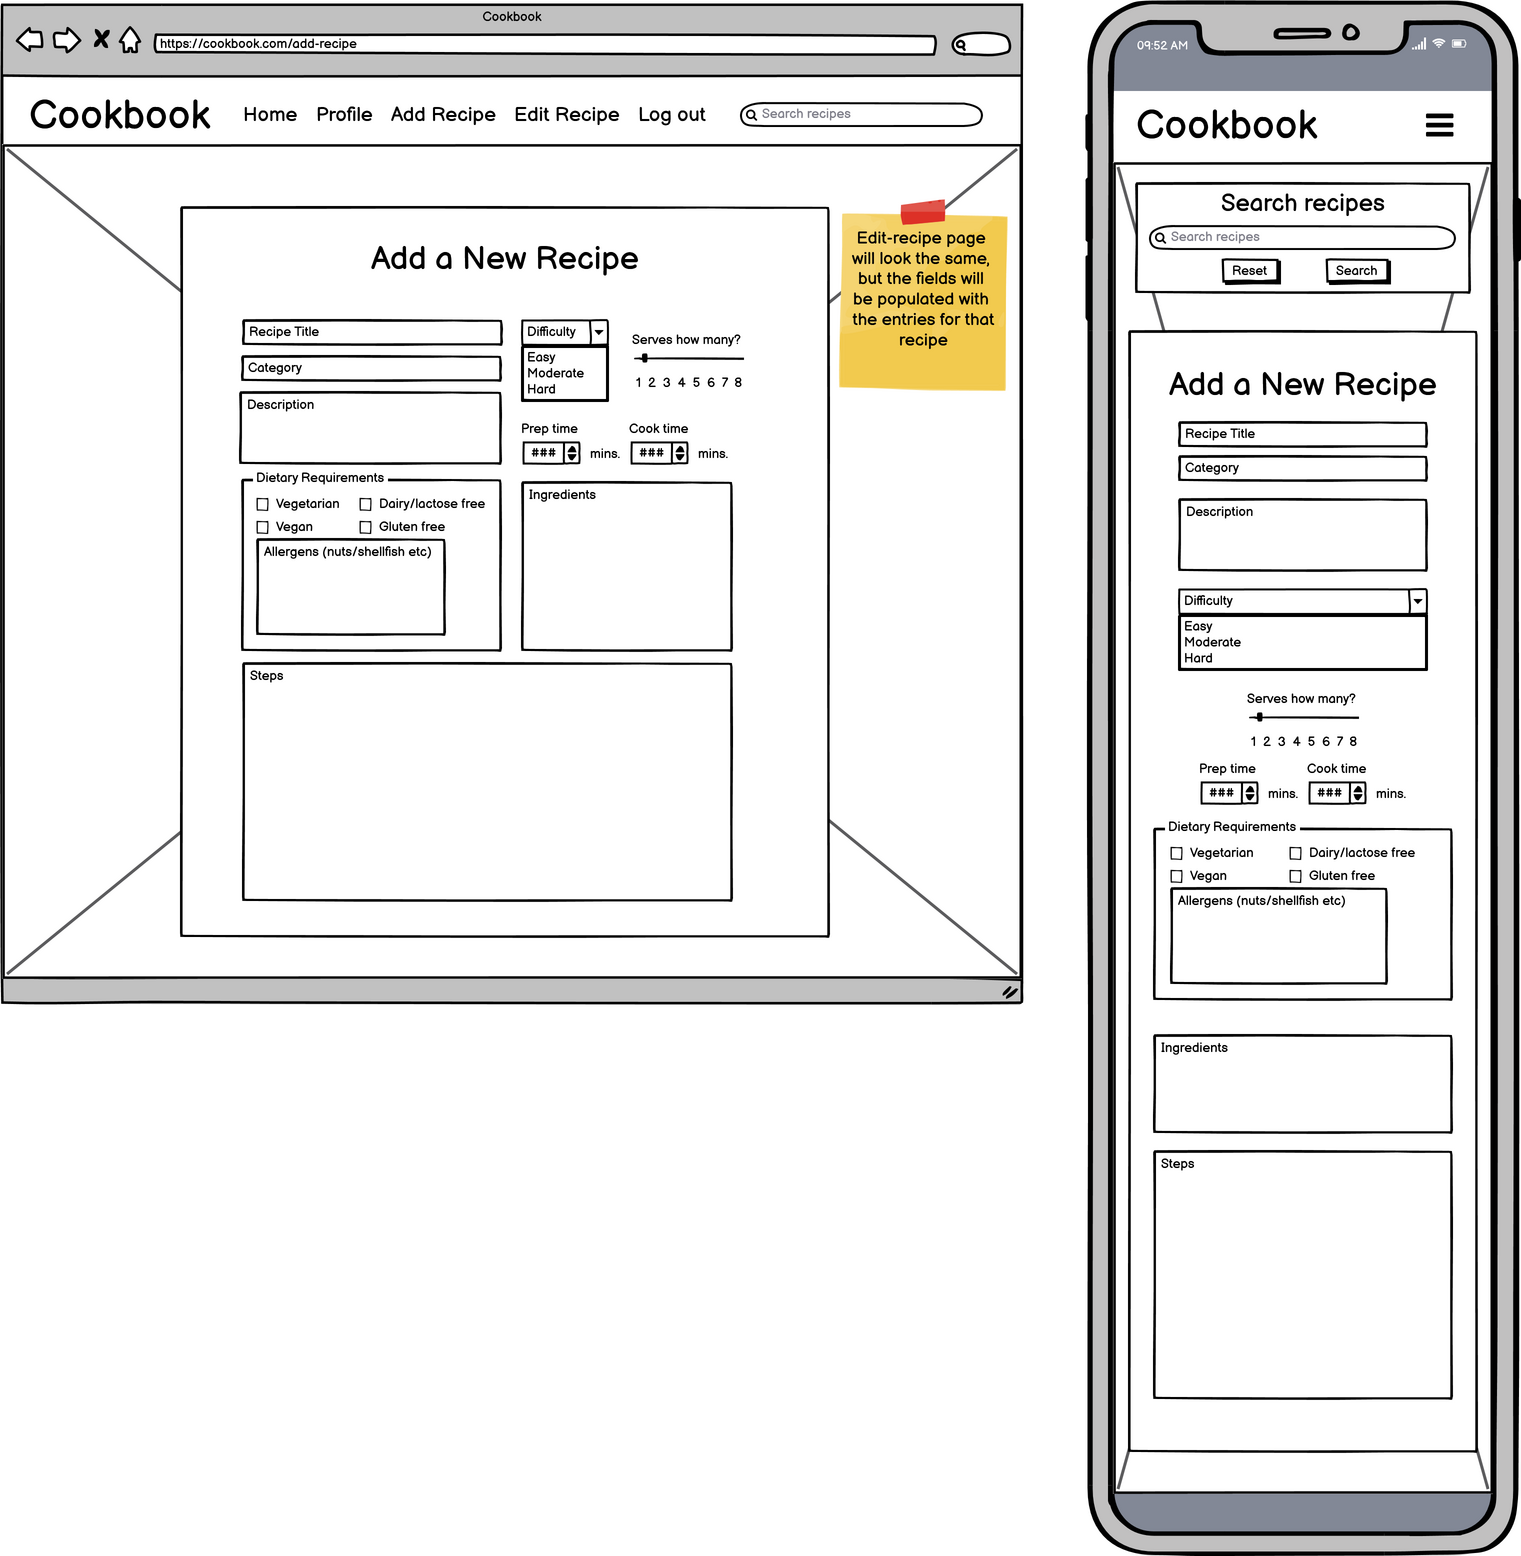 Cookbook
https://cookbook.com/add-recipe
Cookbook Home Profile Add Recipe Edit Recipe Log out Search recipes
Add a New Recipe
Recipe Title
Category
Description
Difficulty
Easy
Moderate
Hard
Serves how many?
1 2 3 4 5 6 7 8
Prep time Cook time
### mins. ### mins.
Dietary Requirements
Vegetarian Dairy/lactose free
Vegan Gluten free
Allergens (nuts/shellfish etc)
Ingredients
Steps
Edit-recipe page
will look the same,
but the fields will
be populated with
the entries for that
recipe
09:52 AM
Cookbook
Search recipes
Search recipes
Reset Search
Add a New Recipe
Recipe Title
Category
Description
Difficulty
Easy
Moderate
Hard
Serves how many?
1 2 3 4 5 6 7 8
Prep time Cook time
### mins. ### mins.
Dietary Requirements
Vegetarian Dairy/lactose free
Vegan Gluten free
Allergens (nuts/shellfish etc)
Ingredients
Steps